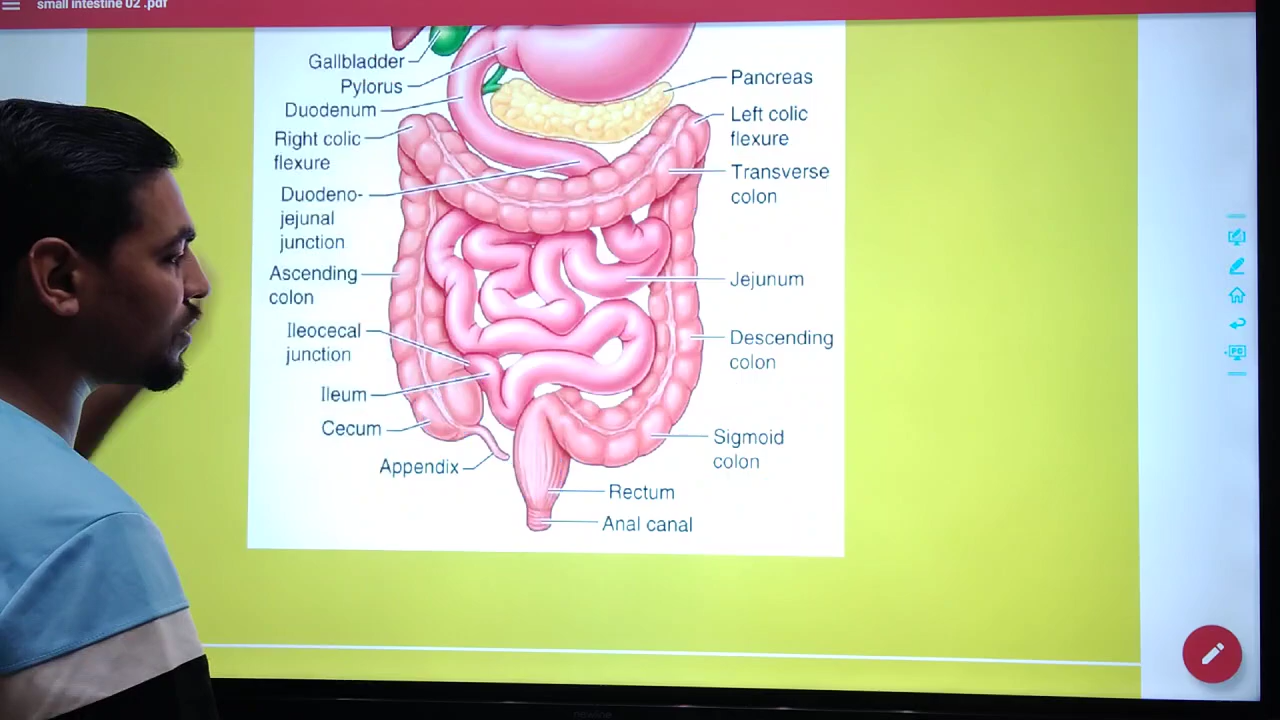 small intestine 02 .pdf
Gallbladder
Pylorus
Duodenum
Right colic
flexure
Duodeno-
jejunal
junction
Ascending
colon
Ileocecal
junction
Ileum
Cecum
Appendix
Pancreas
Left colic
flexure
Transverse
colon
Jejunum
Descending
colon
Sigmoid
colon
Rectum
Anal canal
PC